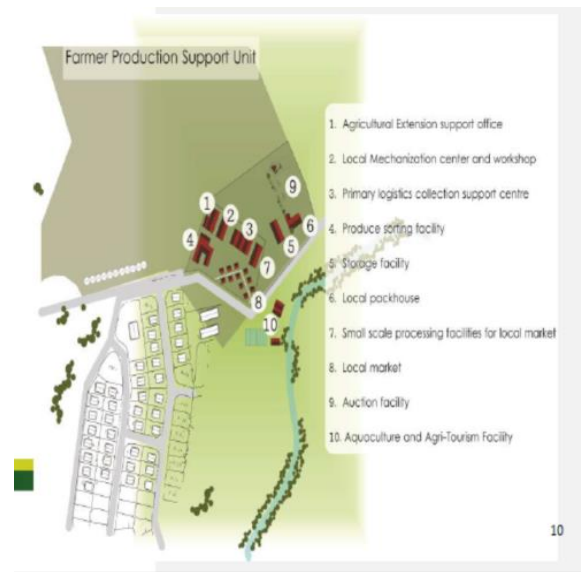 Farmer Production Support Unit
1. Agricultural Extension support office
2. Local Mechanization center and workshop
3. Primary logistics collection support centre
4. Produce sorting facility
5. Storage facility
6. Local packhouse
7. Small scale processing facilities for local market
8. Local market
9. Auction facility
10. Aquaculture and Agri-Tourism Facility
1
2
3
4
5
6
7
8
9
10
10